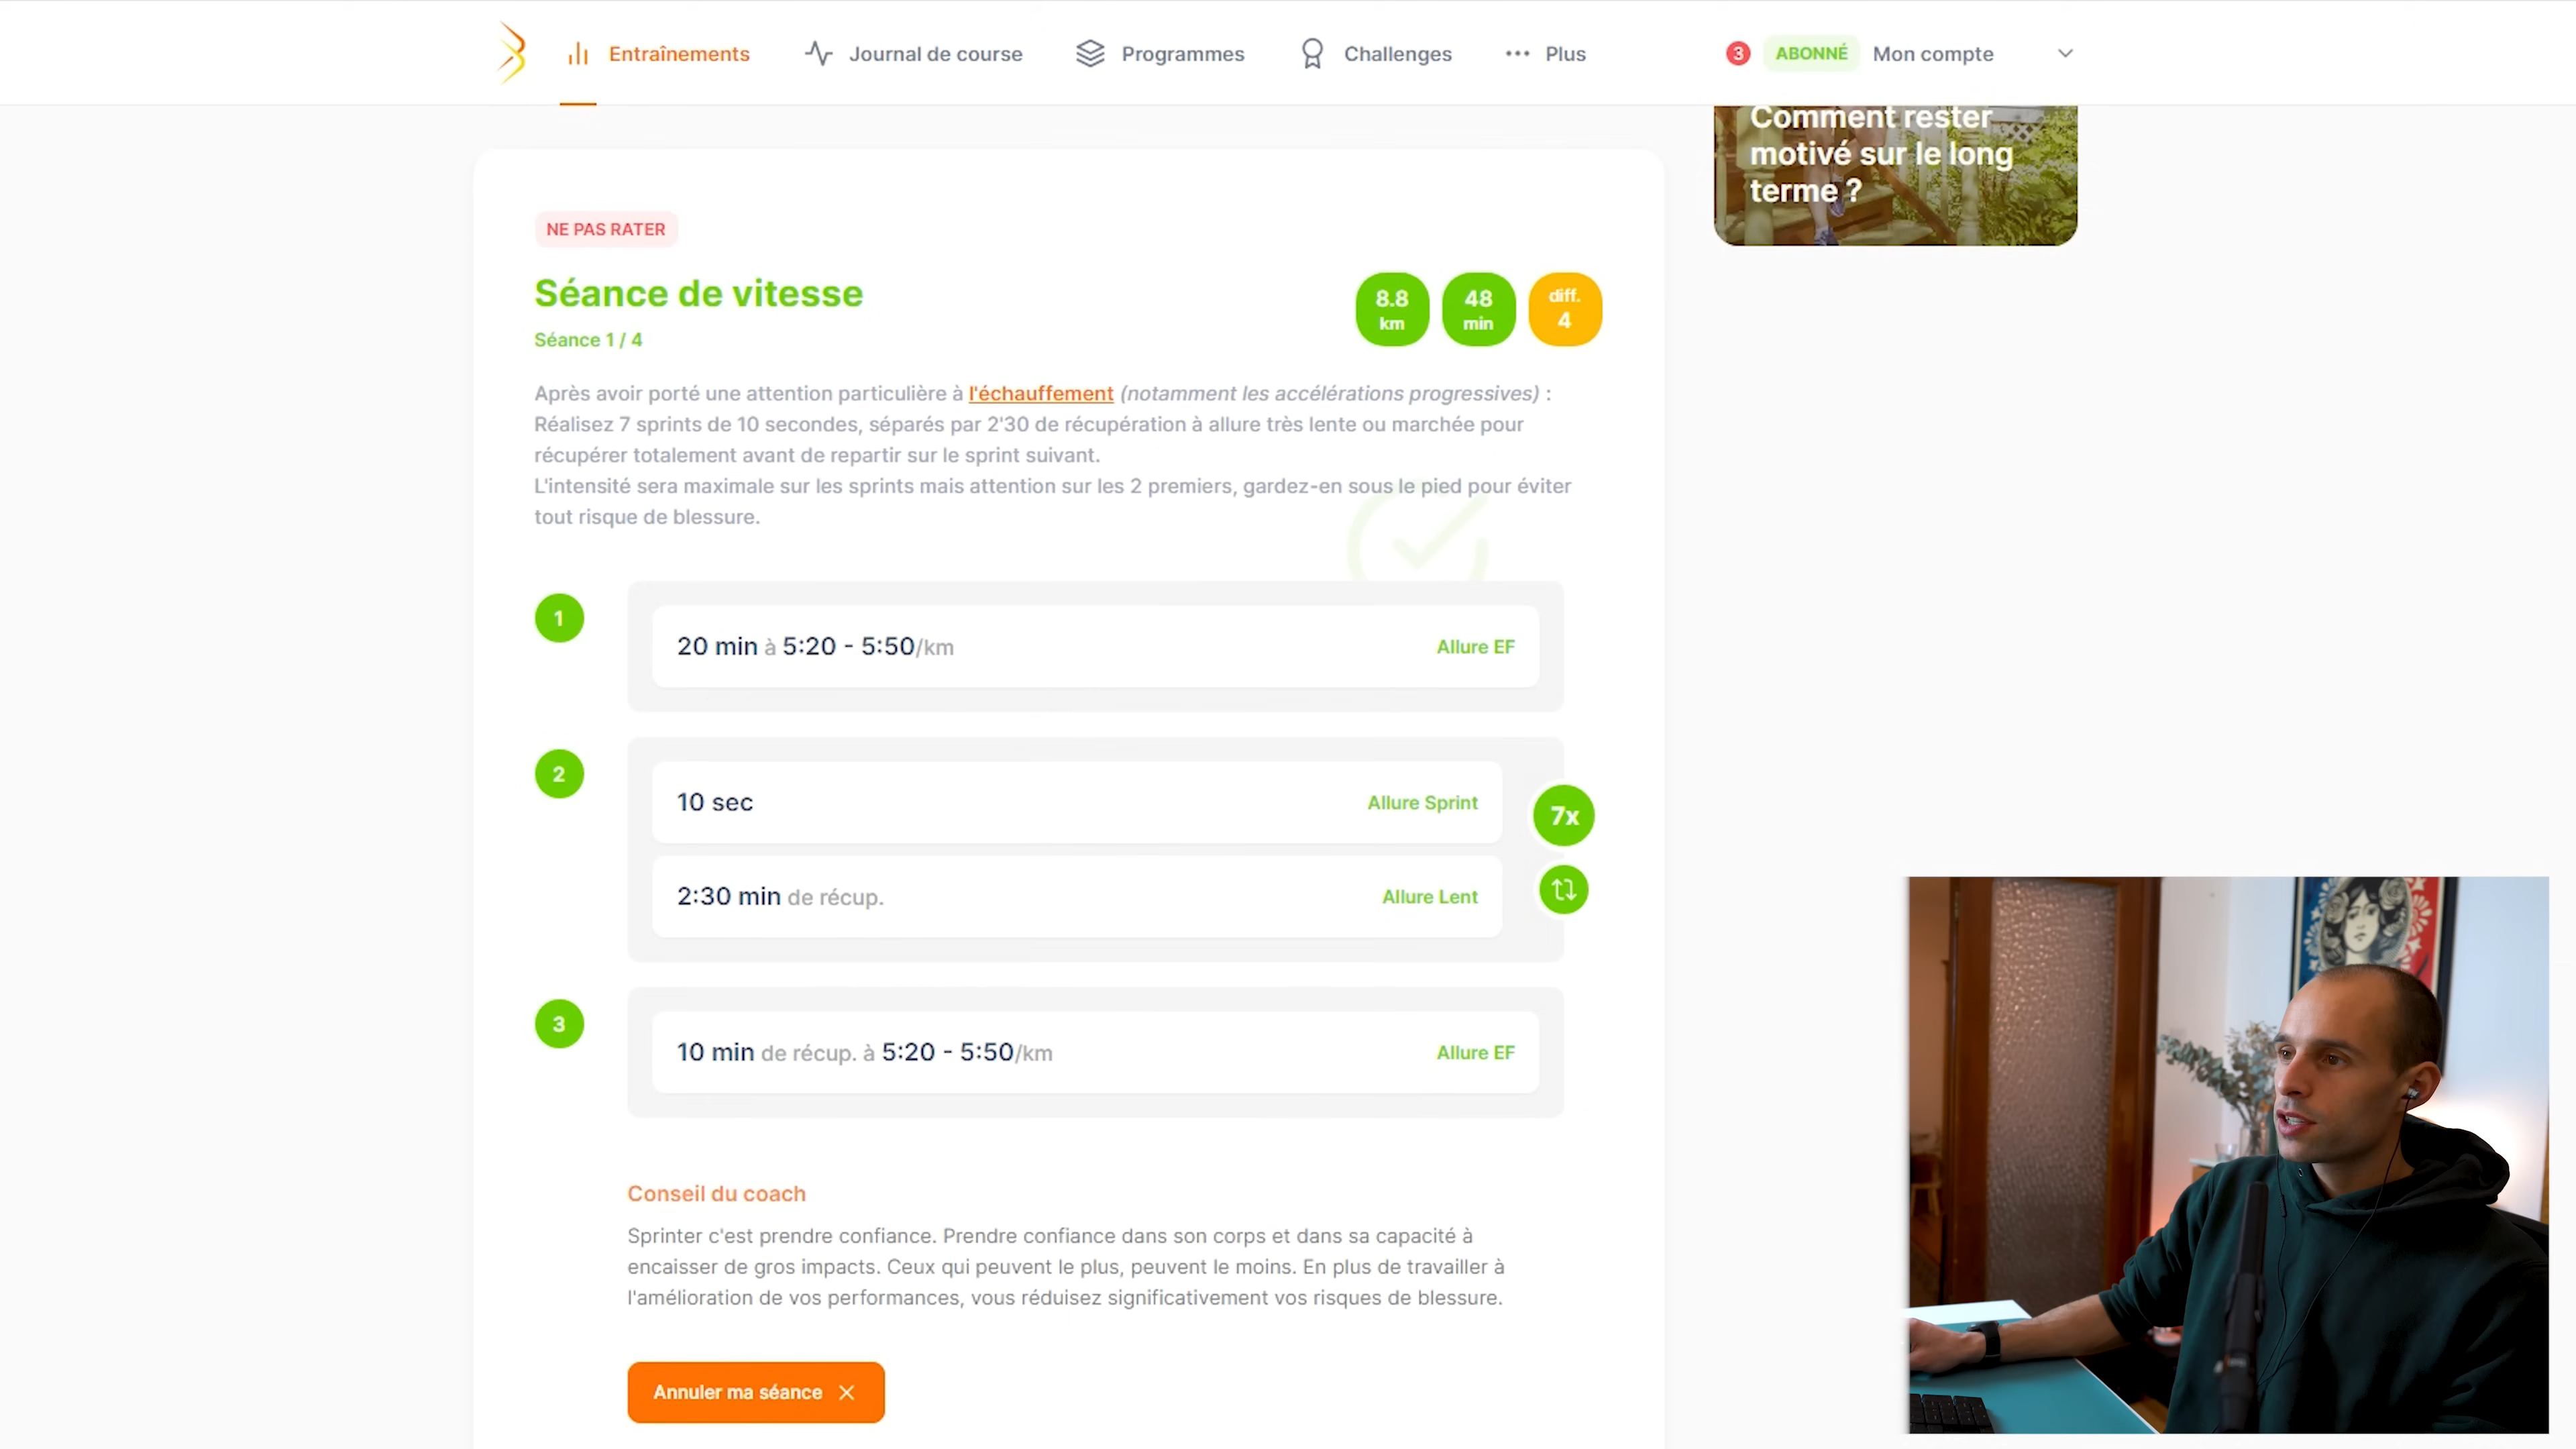 Entraînements
Journal de course
Programmes
Challenges
Plus
3
ABONNÉ
Mon compte
Comment rester
motivé sur le long
terme ?
NE PAS RATER
Séance de vitesse
Séance 1 / 4
8.8
km
48
min
diff.
4
Après avoir porté une attention particulière à l'échauffement (notamment les accélérations progressives) :
Réalisez 7 sprints de 10 secondes, séparés par 2'30 de récupération à allure très lente ou marchée pour
récupérer totalement avant de repartir sur le sprint suivant.
L'intensité sera maximale sur les sprints mais attention sur les 2 premiers, gardez-en sous le pied pour éviter
tout risque de blessure.
1
20 min à 5:20 - 5:50/km
Allure EF
2
10 sec
Allure Sprint
7x
2:30 min de récup.
Allure Lent
3
10 min de récup. à 5:20 - 5:50/km
Allure EF
Conseil du coach
Sprinter c'est prendre confiance. Prendre confiance dans son corps et dans sa capacité à
encaisser de gros impacts. Ceux qui peuvent le plus, peuvent le moins. En plus de travailler à
l'amélioration de vos performances, vous réduisez significativement vos risques de blessure.
Annuler ma séance